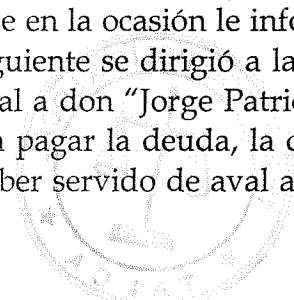 e en la ocasión le info
guiente se dirigió a la
al a don "Jorge Patri
pagar la deuda, la
ber servido de aval a